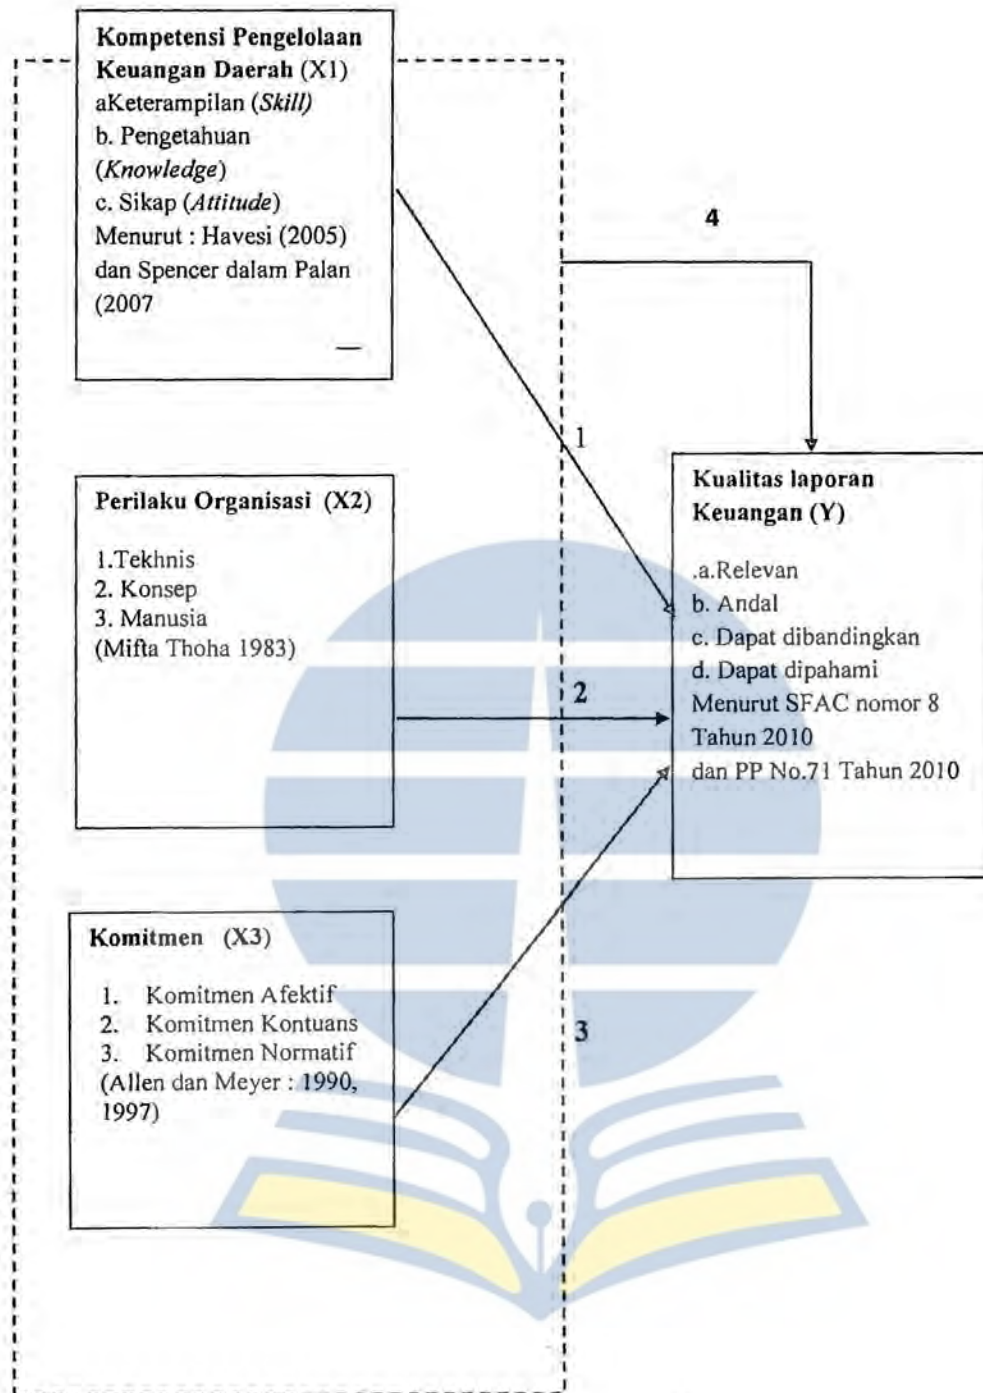 Kompetensi Pengelolaan
Keuangan Daerah (X1)
aKeterampilan (Skill)
b. Pengetahuan
(Knowledge)
c. Sikap (Attitude)
Menurut : Havesi (2005)
dan Spencer dalam Palan
(2007
4
1
Perilaku Organisasi (X2)
1.Tekhnis
2. Konsep
3. Manusia
(Mifta Thoha 1983)
2
Kualitas laporan
Keuangan (Y)
.a.Relevan
b. Andal
c. Dapat dibandingkan
d. Dapat dipahami
Menurut SFAC nomor 8
Tahun 2010
dan PP No.71 Tahun 2010
Komitmen (X3)
1. Komitmen Afektif
2. Komitmen Kontuans
3. Komitmen Normatif
(Allen dan Meyer : 1990,
1997)
3